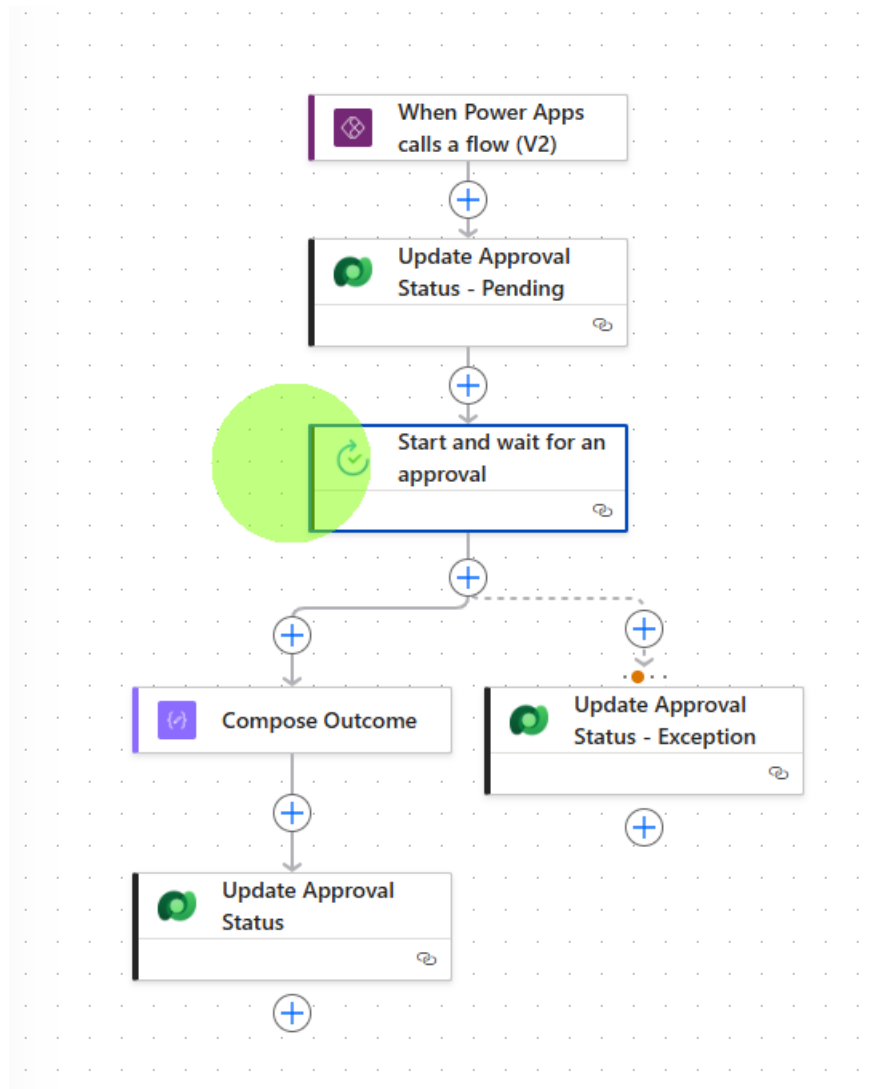 When Power Apps
calls a flow (V2)
Update Approval
Status - Pending
Start and wait for an
approval
Compose Outcome
Update Approval
Status - Exception
Update Approval
Status